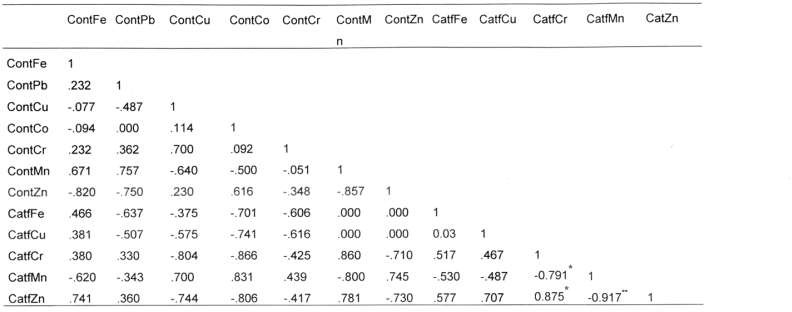 ContFe ContPb ContCu ContCo ContCr ContM ContZn CatfFe CatfCu CatfCr CatfMn CatZn
n
ContFe 1
ContPb .232 1
ContCu -.077 -.487 1
ContCo -.094 .000 .114 1
ContCr .232 .362 .700 .092 1
ContMn .671 .757 -.640 -.500 -.051 1
ContZn -.820 -.750 .230 .616 -.348 -.857 1
CatfFe .466 -.637 -.375 -.701 -.606 .000 .000 1
CatfCu .381 -.507 -.575 -.741 -.616 .000 .000 0.03 1
CatfCr .380 .330 -.804 -.866 -.425 .860 -.710 .517 .467 1
CatfMn -.620 -.343 .700 .831 .439 -.800 .745 -.530 -.487 -0.791* 1
CatfZn .741 .360 -.744 -.806 -.417 .781 -.730 .577 .707 0.875* -0.917** 1